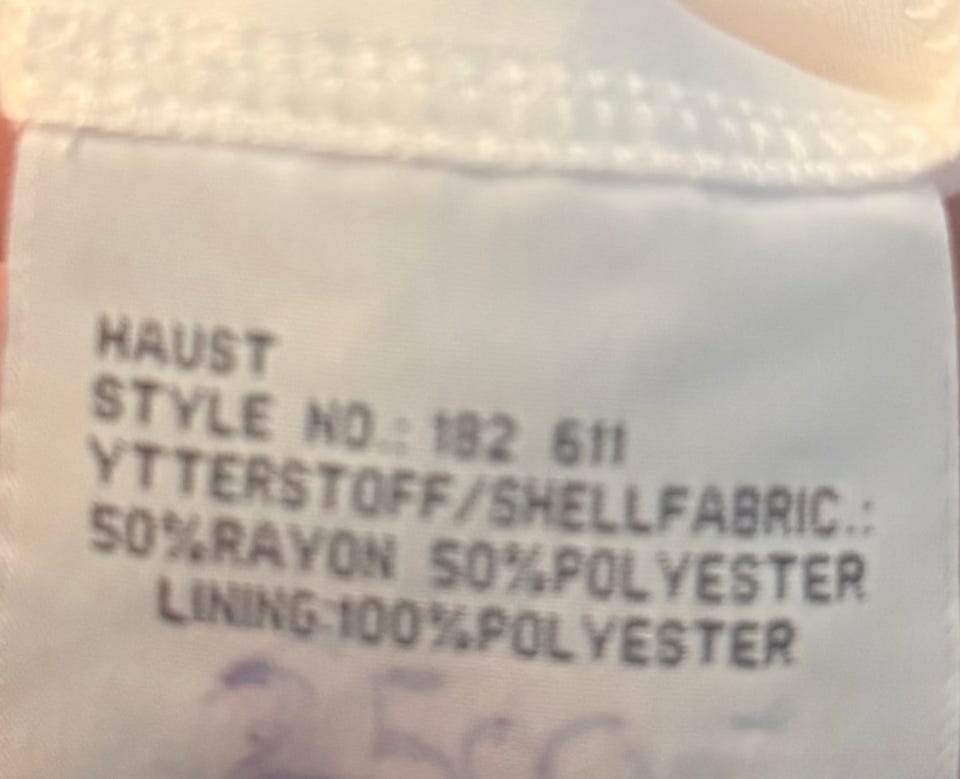 HAUST
STYLE NO.: 182 611
YTTERSTOFF/SHELLFABRIC.:
50%RAYON 50%POLYESTER
LINING:100%POLYESTER